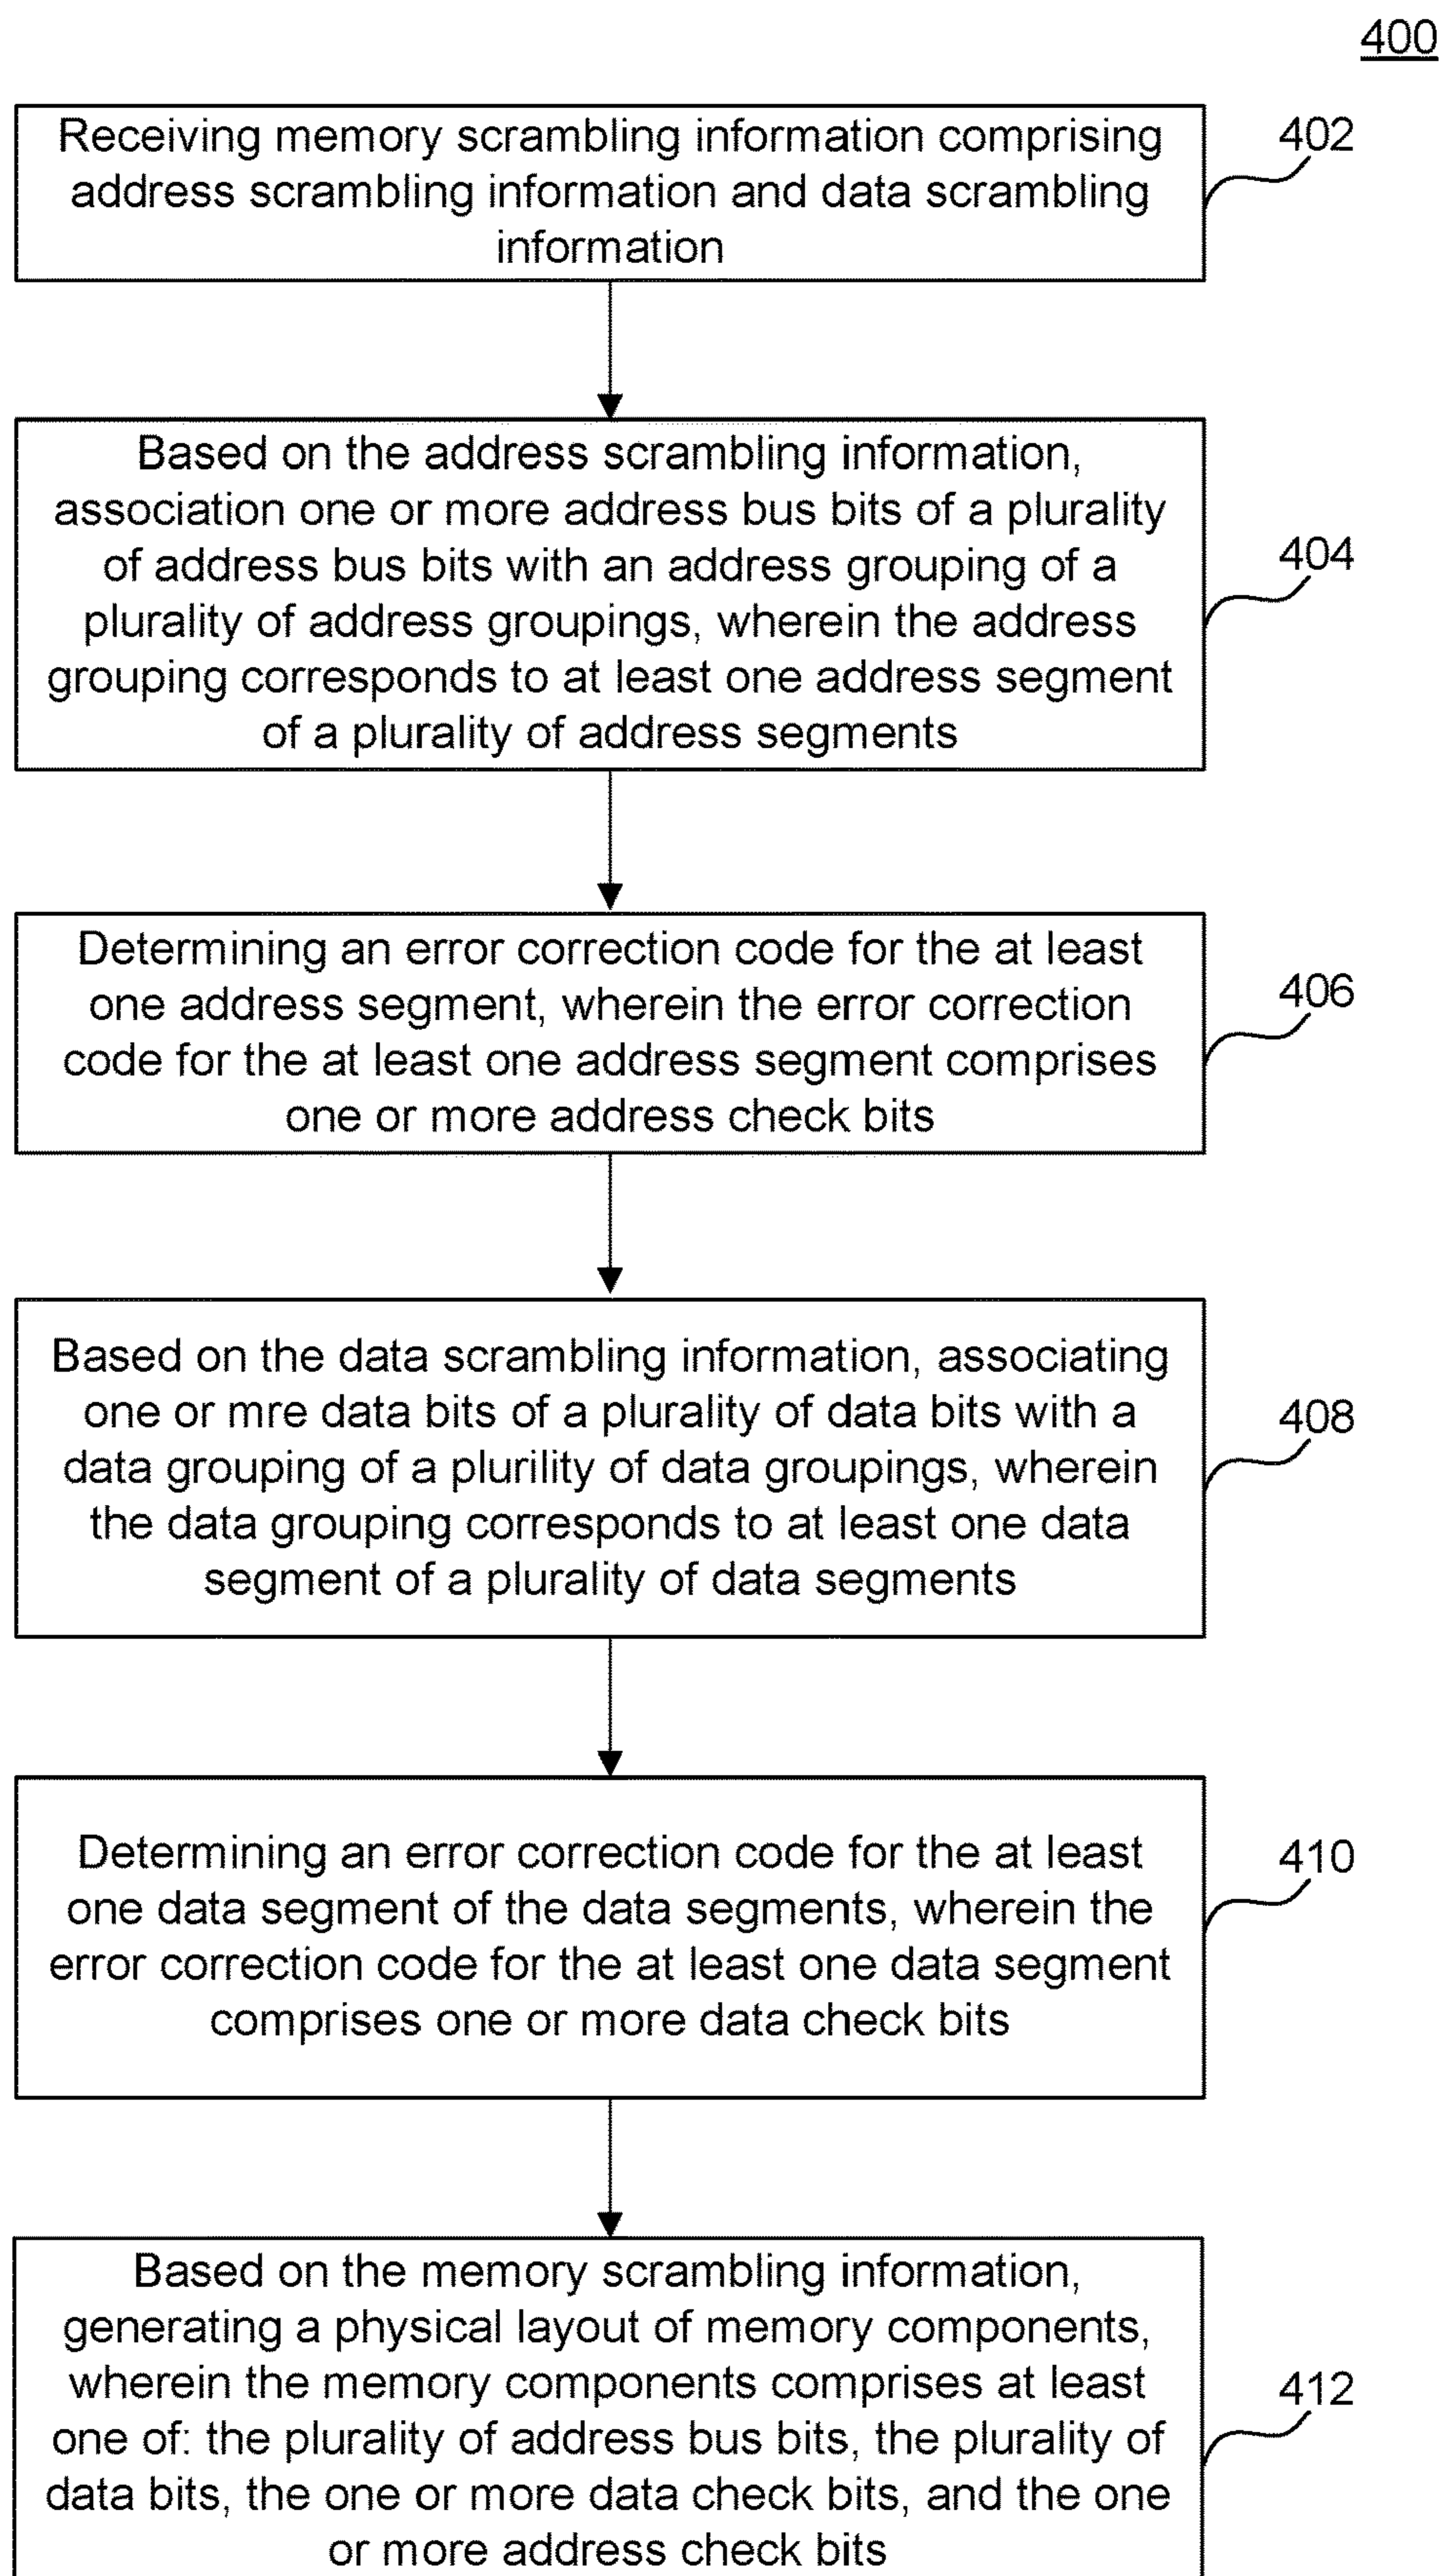 400
Receiving memory scrambling information comprising
address scrambling information and data scrambling
information
402
Based on the address scrambling information,
association one or more address bus bits of a plurality
of address bus bits with an address grouping of a
plurality of address groupings, wherein the address
grouping corresponds to at least one address segment
of a plurality of address segments
404
Determining an error correction code for the at least
one address segment, wherein the error correction
code for the at least one address segment comprises
one or more address check bits
406
Based on the data scrambling information, associating
one or mre data bits of a plurality of data bits with a
data grouping of a plurility of data groupings, wherein
the data grouping corresponds to at least one data
segment of a plurality of data segments
408
Determining an error correction code for the at least
one data segment of the data segments, wherein the
error correction code for the at least one data segment
comprises one or more data check bits
410
Based on the memory scrambling information,
generating a physical layout of memory components,
wherein the memory components comprises at least
one of: the plurality of address bus bits, the plurality of
data bits, the one or more data check bits, and the one
or more address check bits
412